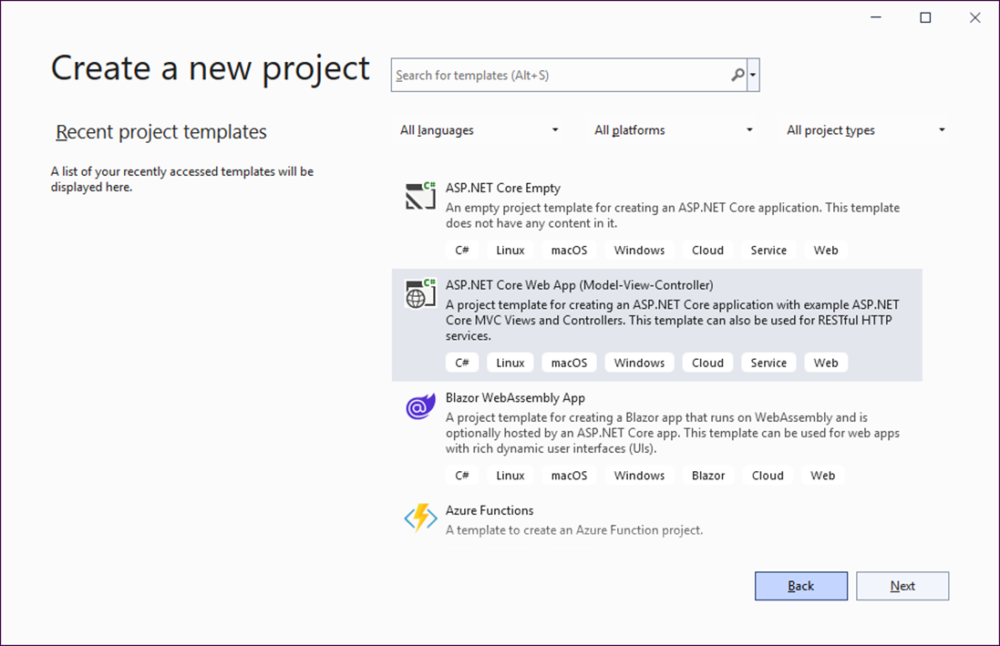 Create a new project
Search for templates (Alt+S)
Recent project templates
A list of your recently accessed templates will be
displayed here.
All languages
All platforms
All project types
C#
ASP.NET Core Empty
An empty project template for creating an ASP.NET Core application. This template
does not have any content in it.
C# Linux macOS Windows Cloud Service Web
C#
ASP.NET Core Web App (Model-View-Controller)
A project template for creating an ASP.NET Core application with example ASP.NET
Core MVC Views and Controllers. This template can also be used for RESTful HTTP
services.
C# Linux macOS Windows Cloud Service Web
@
Blazor WebAssembly App
A project template for creating a Blazor app that runs on WebAssembly and is
optionally hosted by an ASP.NET Core app. This template can be used for web apps
with rich dynamic user interfaces (UIs).
C# Linux macOS Windows Blazor Cloud Web
Azure Functions
A template to create an Azure Function project.
Back
Next